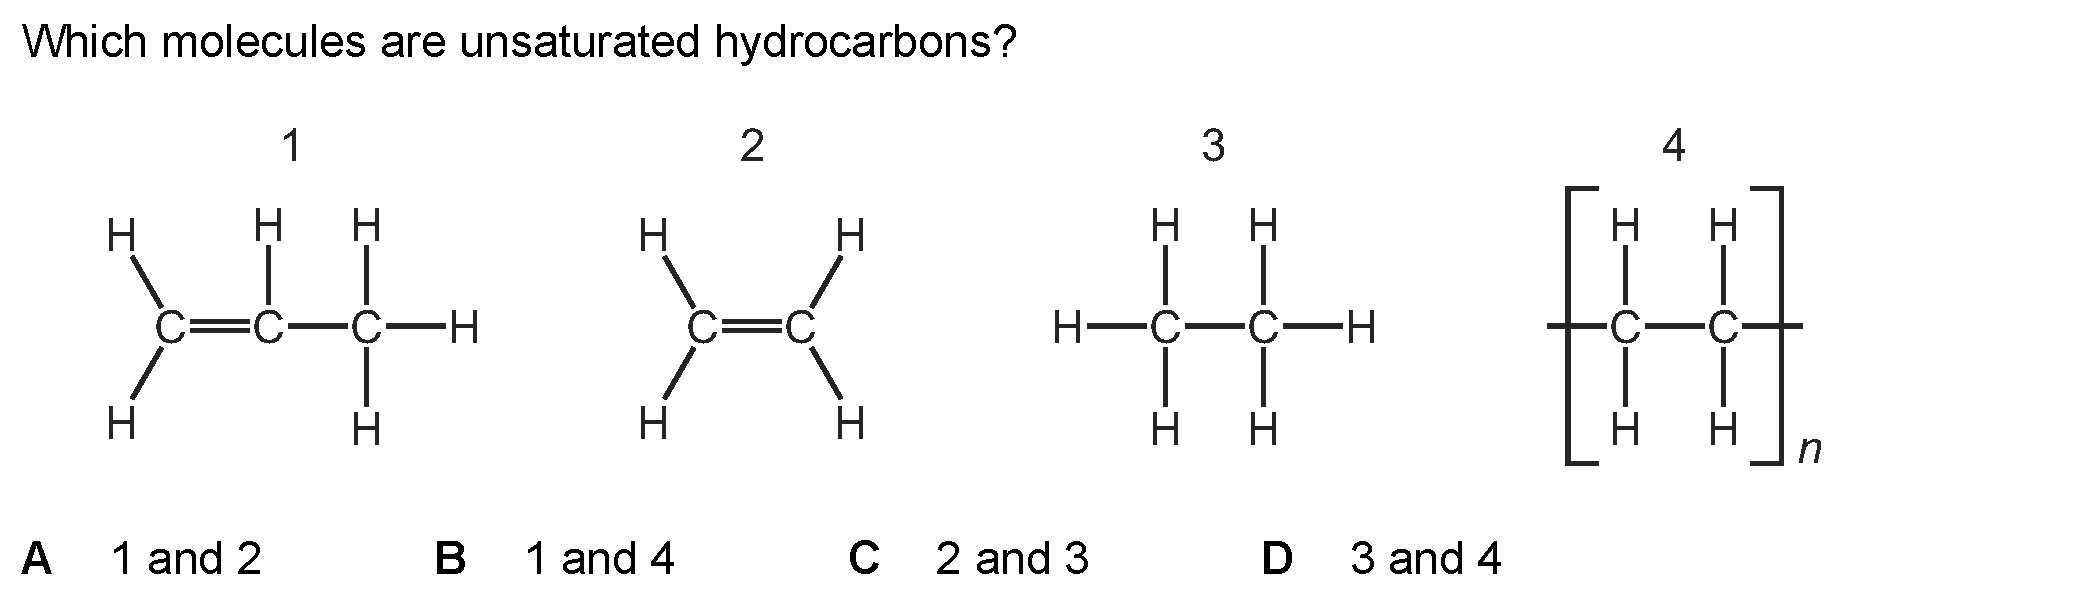 Which molecules are unsaturated hydrocarbons?
1 2 3 4
H H H H H H H H H
C C C H C C H C C H C C
H H H H H H H H n
A 1 and 2 B 1 and 4 C 2 and 3 D 3 and 4